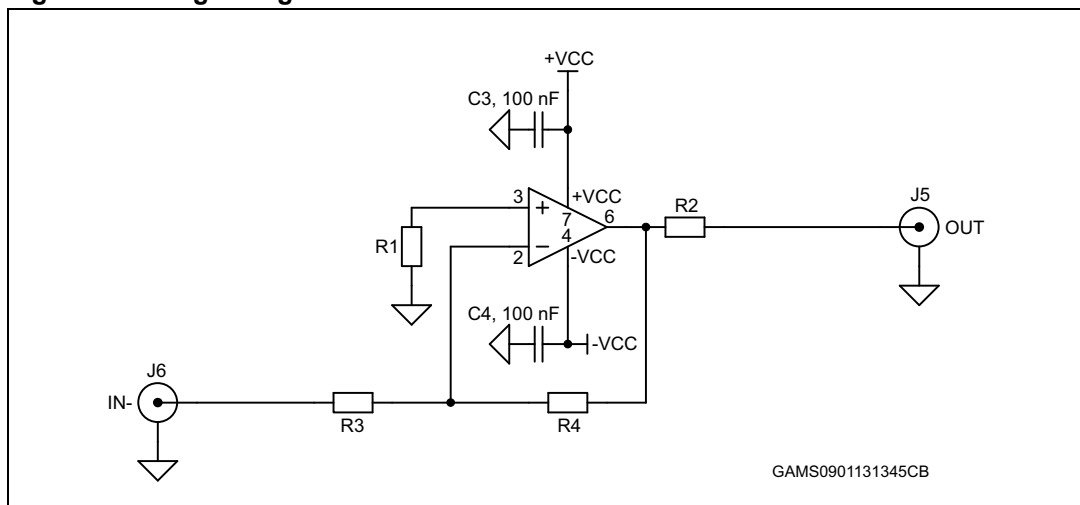 +VCC
C3, 100 nF
3
+VCC
+
7
6
R2
J5
OUT
R1
4
−
2
-VCC
C4, 100 nF
-VCC
J6
IN-
R3
R4
GAMS0901131345CB